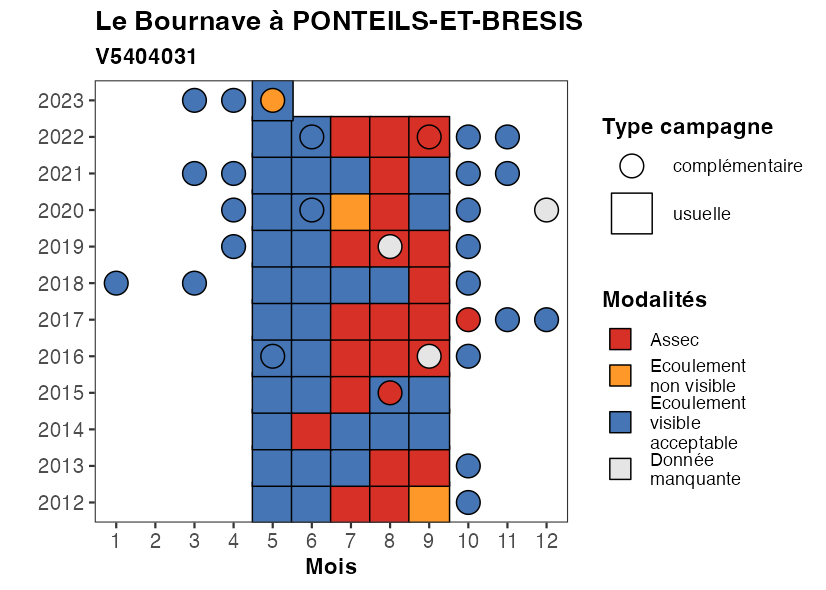 Le Bournave à PONTEILS-ET-BRESIS
V5404031
2023
2022
2021
2020
2019
2018
2017
2016
2015
2014
2013
2012
1 2 3 4 5 6 7 8 9 10 11 12
Mois
Type campagne
complémentaire
usuelle
Modalités
Assec
Ecoulement
non visible
Ecoulement
visible
acceptable
Donnée
manquante